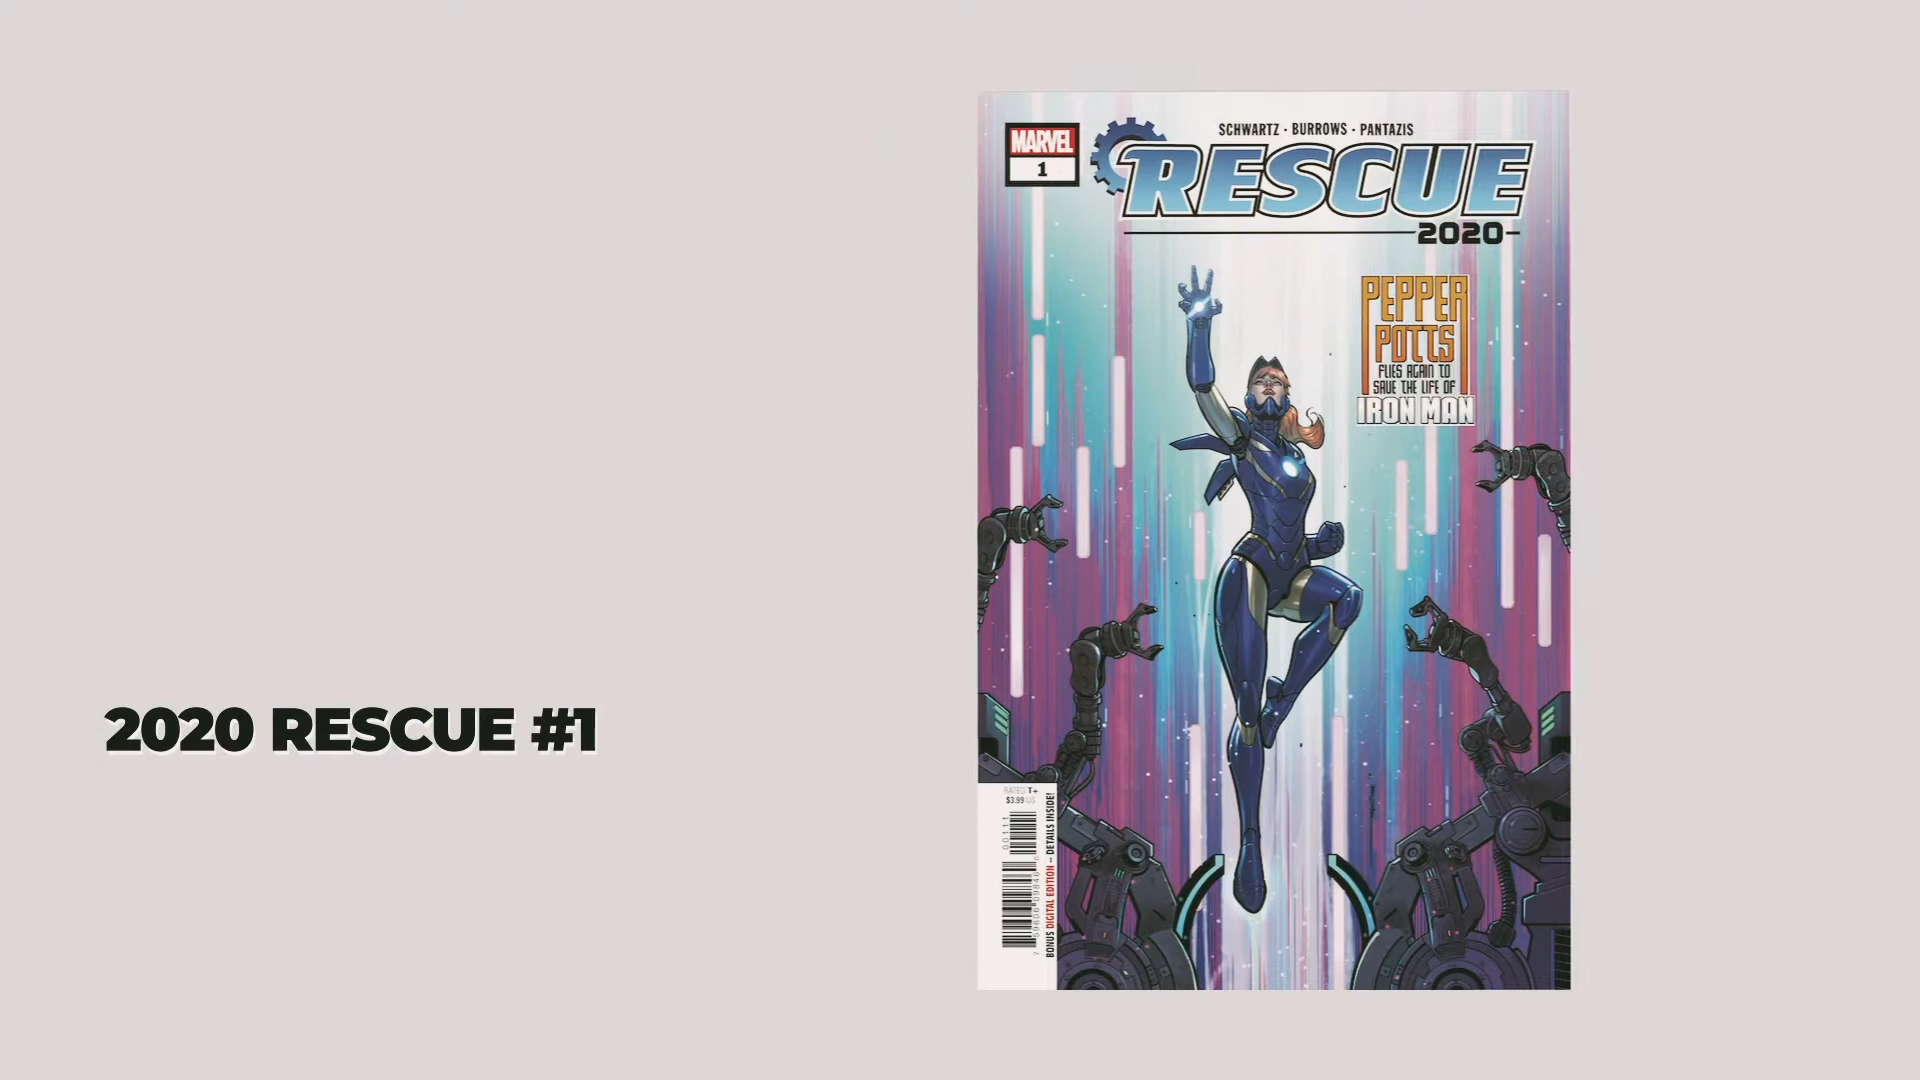 2020 RESCUE #1
MARVEL
1
SCHWARTZ · BURROWS · PANTAZIS
RESCUE
2020
PEPPER
POTTS
FLIES AGAIN TO
SAVE THE LIFE OF
IRON MAN
RATED T+
$3.99 US
00111
BONUS DIGITAL EDITION – DETAILS INSIDE!